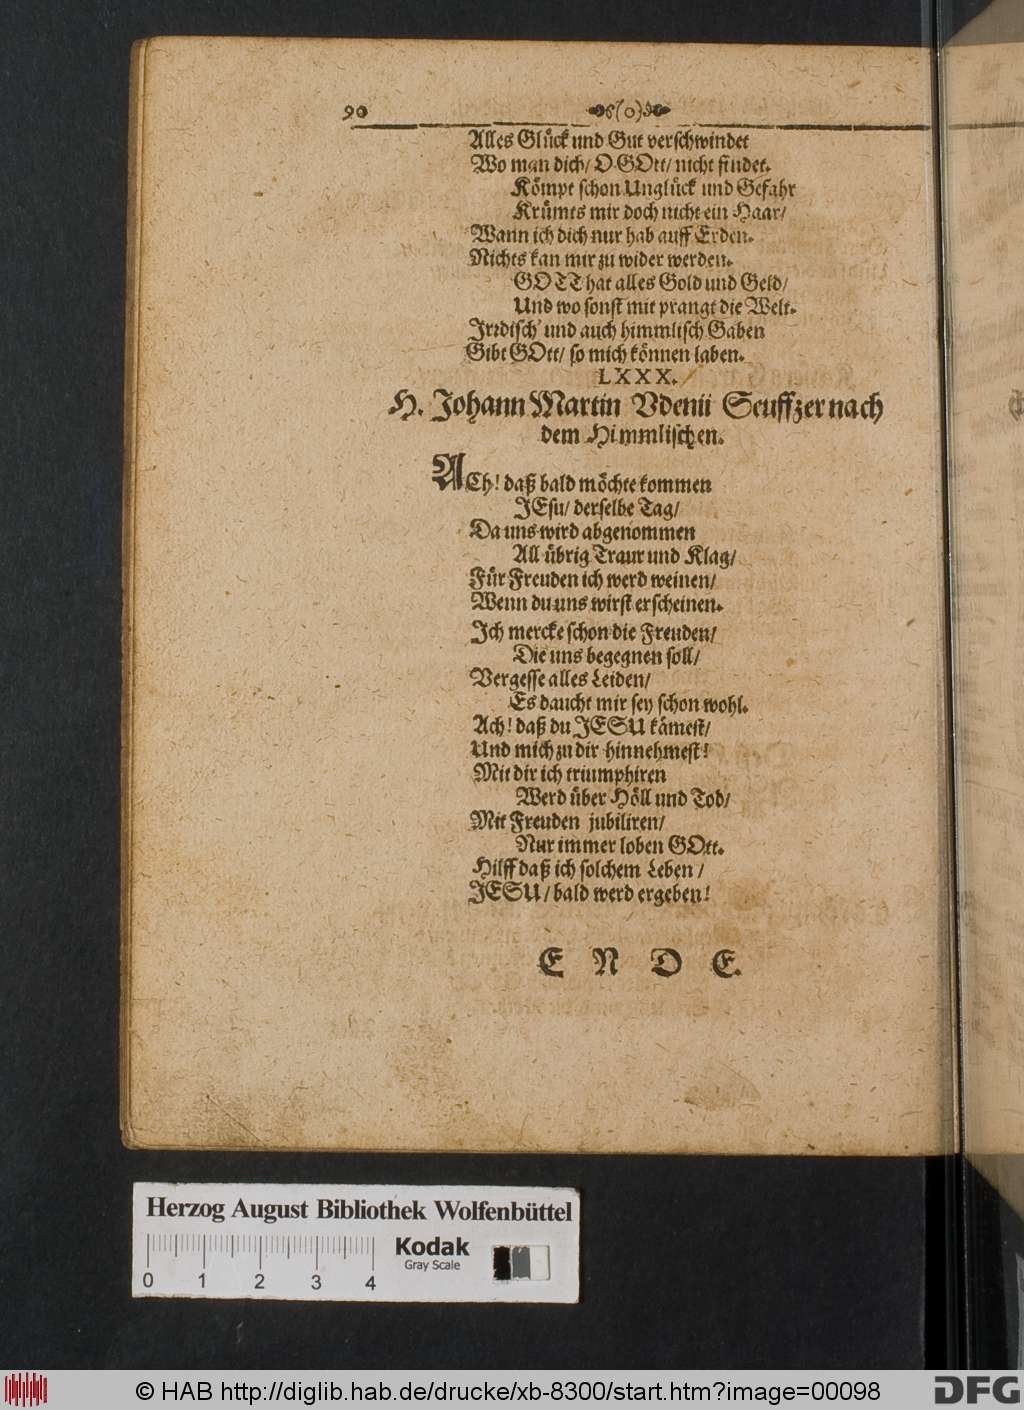 90 (o)
Alles Glück und Gut verschwindet
Wo man dich/ O GOtt/ nicht findet.
Kömpt schon Unglück und Gefahr
Krümts mir doch nicht ein Haar/
Wann ich dich nur hab auff Erden.
Nichts kan mir zu wider werden.
GOTT hat alles Gold und Geld/
Und wo sonst mit prangt die Welt.
Irrdisch' und auch himmlisch Gaben
Gibt GOtt/ so mich können laben.
LXXX.
H. Johann Martin Vdenii Seuffzer nach
dem Himmlischen.
ACh! daß bald möchte kommen
JEsu/ derselbe Tag/
Da uns wird abgenommen
All übrig Traur und Klag/
Für Freuden ich werd weinen/
Wenn du uns wirst erscheinen.
Ich mercke schon die Freuden/
Die uns begegnen soll/
Vergesse alles Leiden/
Es daucht mir sey schon wohl.
Ach! daß du JESU kämest/
Und mich zu dir hinnehmest!
Mit dir ich triumphiren
Werd über Höll und Tod/
Mit Freuden jubiliren/
Nur immer loben GOtt.
Hilff daß ich solchem Leben/
JESU/ bald werd ergeben!
E N D E.
Herzog August Bibliothek Wolfenbüttel
Kodak
Gray Scale
0 1 2 3 4
© HAB http://diglib.hab.de/drucke/xb-8300/start.htm?image=00098
DFG